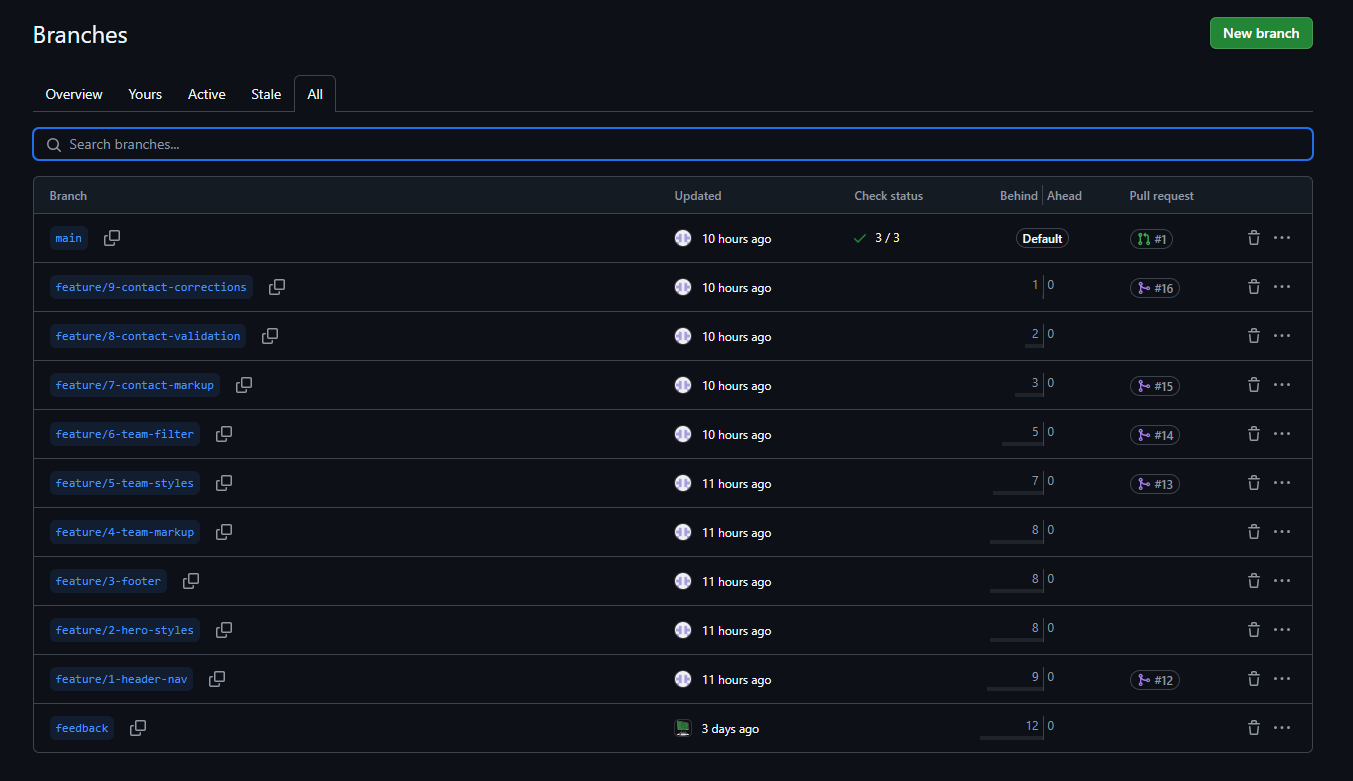 Branches
New branch
Overview Yours Active Stale All
Search branches...
Branch Updated Check status Behind Ahead Pull request
main 10 hours ago 3 / 3 Default #1
feature/9-contact-corrections 10 hours ago 1 0 #16
feature/8-contact-validation 10 hours ago 2 0
feature/7-contact-markup 10 hours ago 3 0 #15
feature/6-team-filter 10 hours ago 5 0 #14
feature/5-team-styles 11 hours ago 7 0 #13
feature/4-team-markup 11 hours ago 8 0
feature/3-footer 11 hours ago 8 0
feature/2-hero-styles 11 hours ago 8 0
feature/1-header-nav 11 hours ago 9 0 #12
feedback 3 days ago 12 0